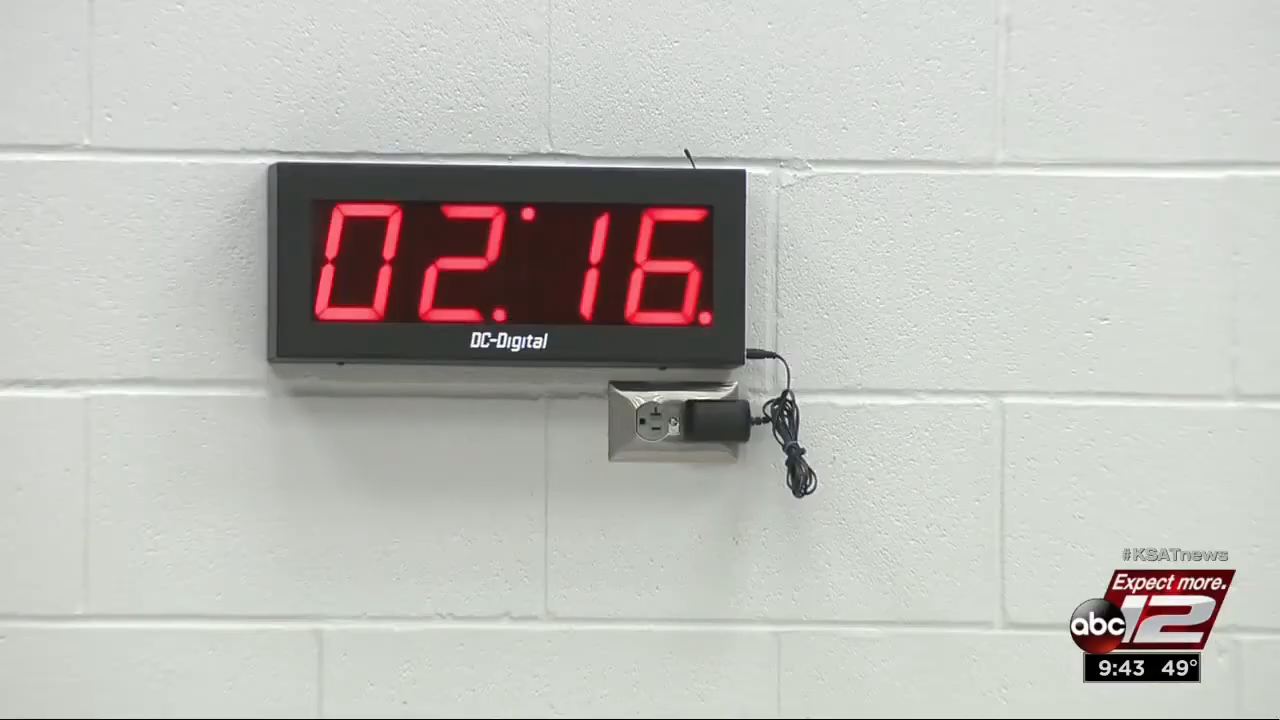 02:16
DC-Digital
#KSATnews
Expect more.
abc 12
9:43 49°